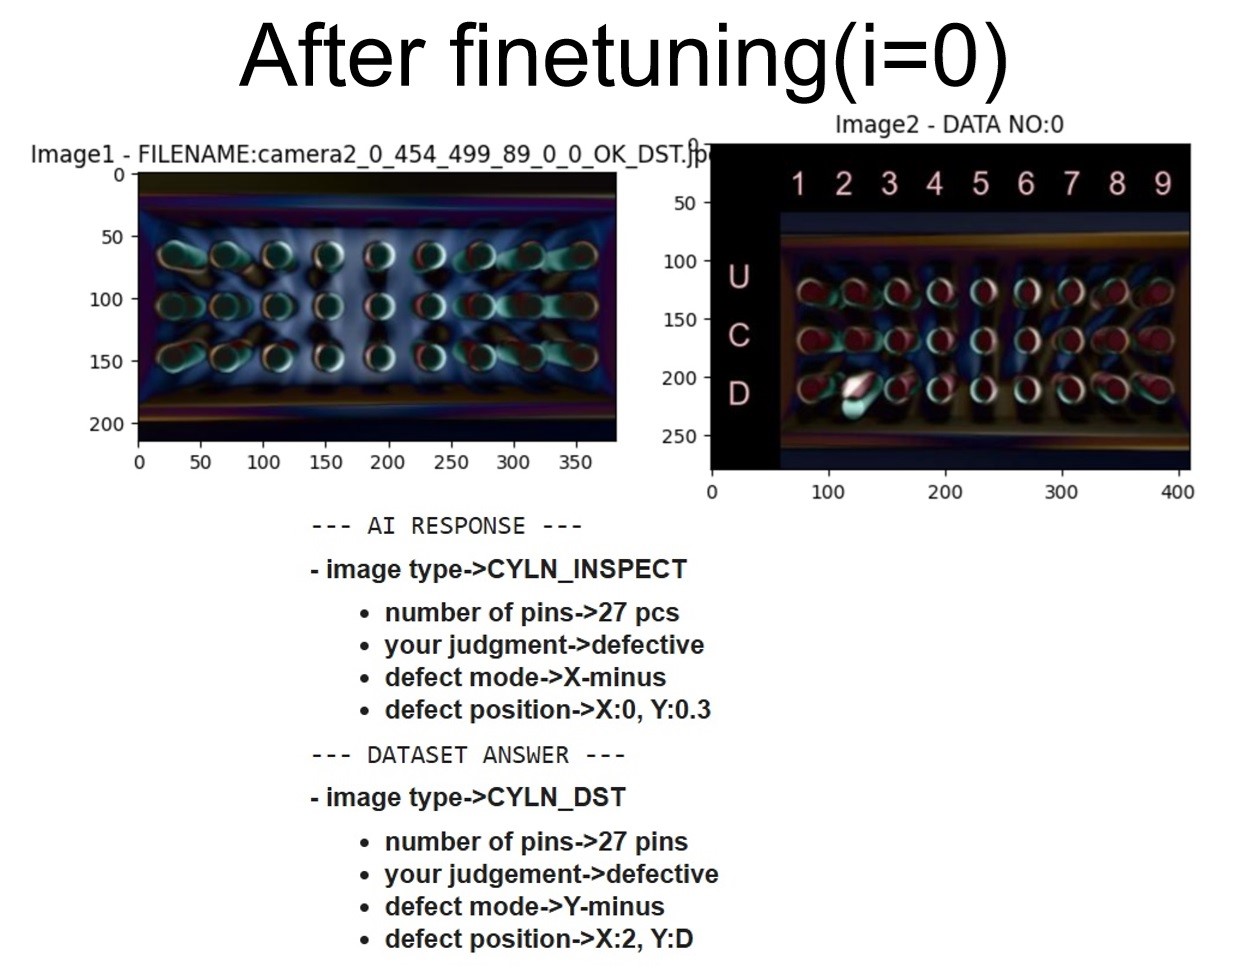 After finetuning(i=0)
Image1 - FILENAME:camera2_0_454_499_89_0_0_OK_DST.jp
0
50
100
150
200
0 50 100 150 200 250 300 350
Image2 - DATA NO:0
0
50
100
150
200
250
0 100 200 300 400
1 2 3 4 5 6 7 8 9
U
C
D
--- AI RESPONSE ---
- image type->CYLN_INSPECT
• number of pins->27 pcs
• your judgment->defective
• defect mode->X-minus
• defect position->X:0, Y:0.3
--- DATASET ANSWER ---
- image type->CYLN_DST
• number of pins->27 pins
• your judgement->defective
• defect mode->Y-minus
• defect position->X:2, Y:D